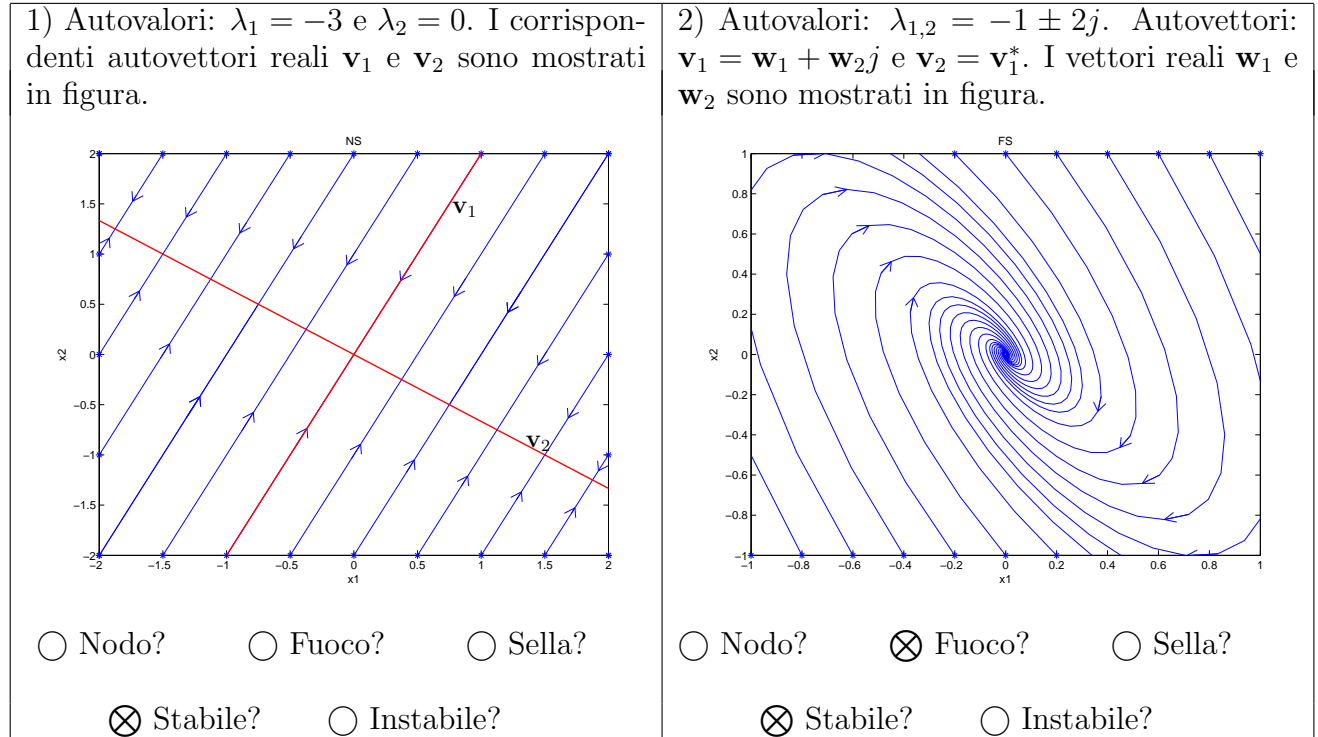 1) Autovalori: λ₁ = −3 e λ₂ = 0. I corrispon-
denti autovettori reali v₁ e v₂ sono mostrati
in figura.
NS
2
1.5
1
0.5
0
−0.5
−1
−1.5
−2
x2
v₁
v₂
−2 −1.5 −1 −0.5 0 0.5 1 1.5 2
x1
○ Nodo? ○ Fuoco? ○ Sella?
⊗ Stabile? ○ Instabile?
2) Autovalori: λ₁,₂ = −1 ± 2j. Autovettori:
v₁ = w₁ + w₂j e v₂ = v₁*. I vettori reali w₁ e
w₂ sono mostrati in figura.
FS
1
0.8
0.6
0.4
0.2
0
−0.2
−0.4
−0.6
−0.8
−1
x2
−1 −0.8 −0.6 −0.4 −0.2 0 0.2 0.4 0.6 0.8 1
x1
○ Nodo? ⊗ Fuoco? ○ Sella?
⊗ Stabile? ○ Instabile?